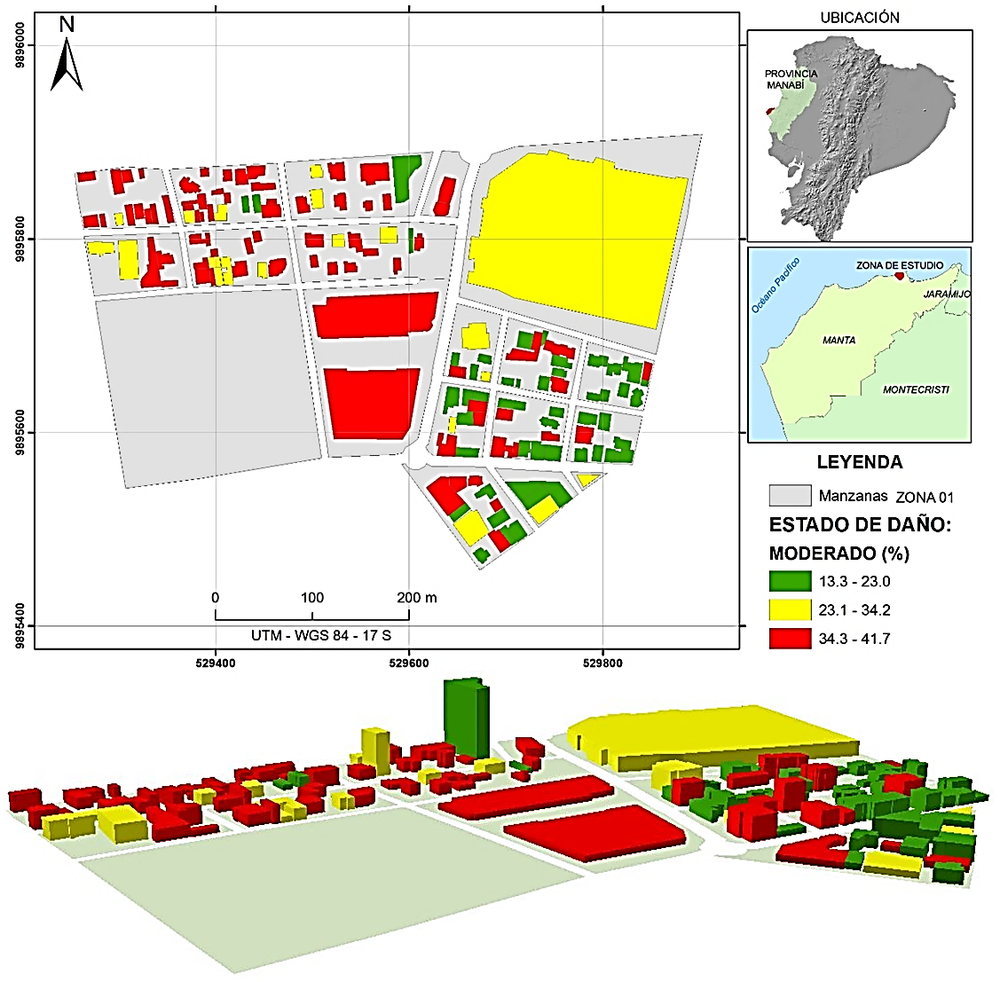 N
9896000
9895800
9895600
9895400
0 100 200 m
UTM - WGS 84 - 17 S
529400 529600 529800
UBICACIÓN
PROVINCIA
MANABÍ
ZONA DE ESTUDIO
Océano Pacífico
JARAMIJO
MANTA
MONTECRISTI
LEYENDA
Manzanas ZONA 01
ESTADO DE DAÑO:
MODERADO (%)
13.3 - 23.0
23.1 - 34.2
34.3 - 41.7